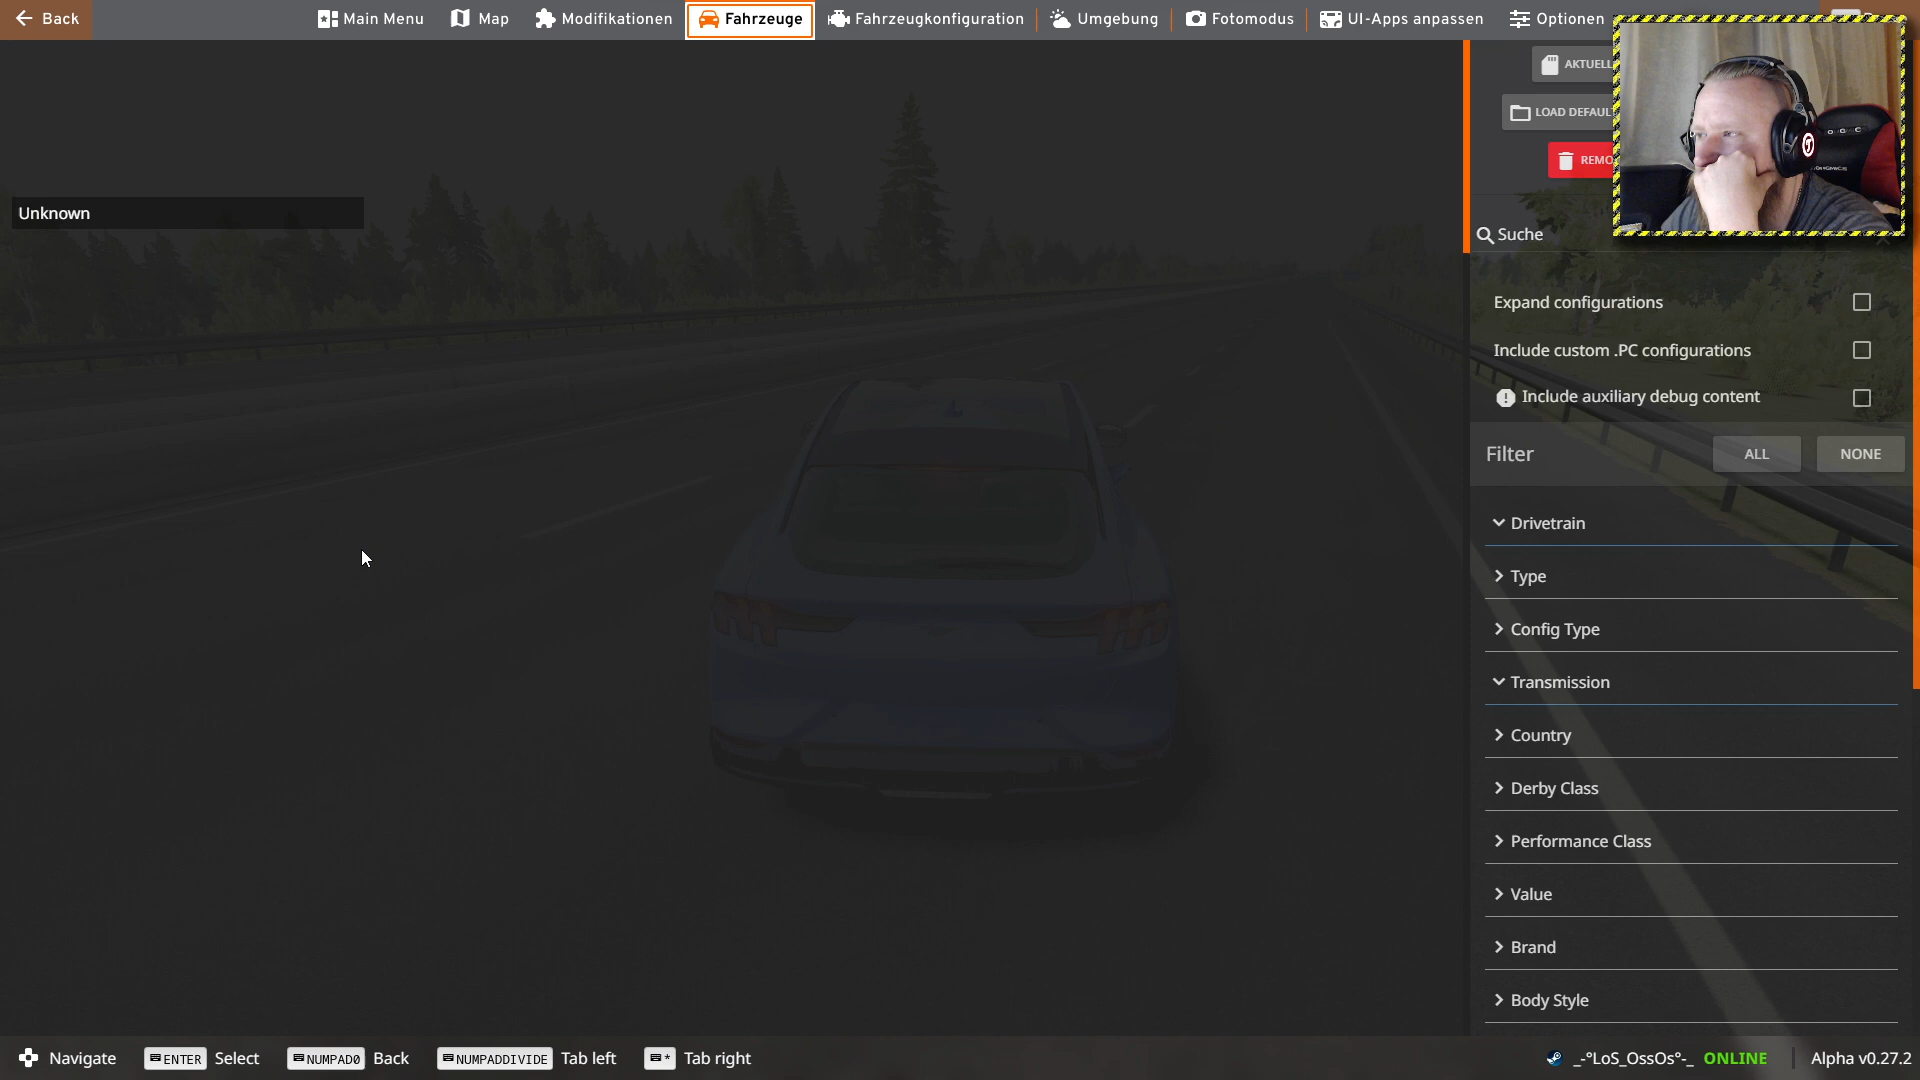 Back
Main Menu
Map
Modifikationen
Fahrzeuge
Fahrzeugkonfiguration
Umgebung
Fotomodus
UI-Apps anpassen
Optionen
AKTUELL
LOAD DEFAUL
REMO
Unknown
Suche
Expand configurations
Include custom .PC configurations
Include auxiliary debug content
Filter
ALL
NONE
Drivetrain
Type
Config Type
Transmission
Country
Derby Class
Performance Class
Value
Brand
Body Style
Navigate
ENTER Select
NUMPAD0 Back
NUMPADDIVIDE Tab left
* Tab right
_-°LoS_OssOs°-_ ONLINE
Alpha v0.27.2